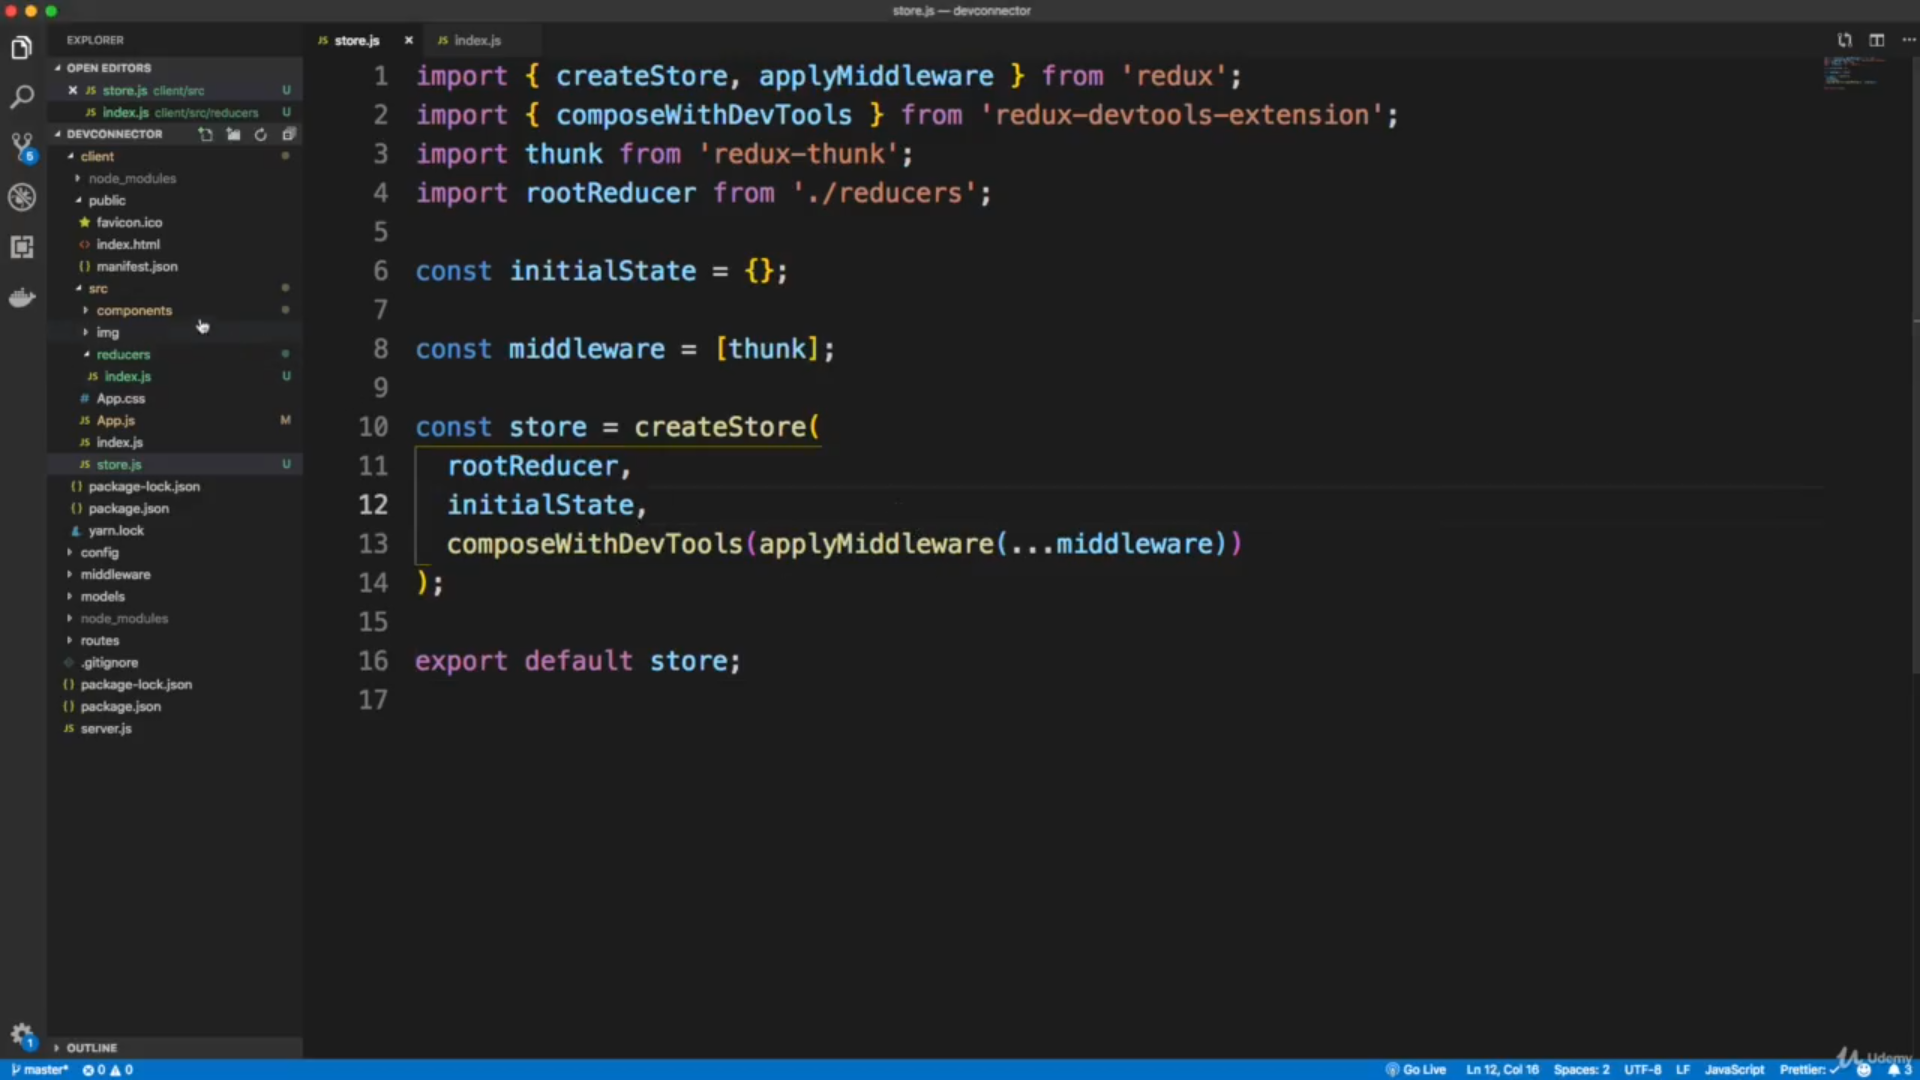 store.js — devconnector
EXPLORER
OPEN EDITORS
store.js client/src U
index.js client/src/reducers U
DEVCONNECTOR
client
node_modules
public
favicon.ico
index.html
manifest.json
src
components
img
reducers
index.js U
App.css
App.js M
index.js
store.js U
package-lock.json
package.json
yarn.lock
config
middleware
models
node_modules
routes
.gitignore
package-lock.json
package.json
server.js
OUTLINE
JS store.js JS index.js
1 import { createStore, applyMiddleware } from 'redux';
2 import { composeWithDevTools } from 'redux-devtools-extension';
3 import thunk from 'redux-thunk';
4 import rootReducer from './reducers';
5
6 const initialState = {};
7
8 const middleware = [thunk];
9
10 const store = createStore(
11 rootReducer,
12 initialState,
13 composeWithDevTools(applyMiddleware(...middleware))
14 );
15
16 export default store;
17
Udemy
master* 0 0 Go Live Ln 12, Col 16 Spaces: 2 UTF-8 LF JavaScript Prettier: ✓ 3